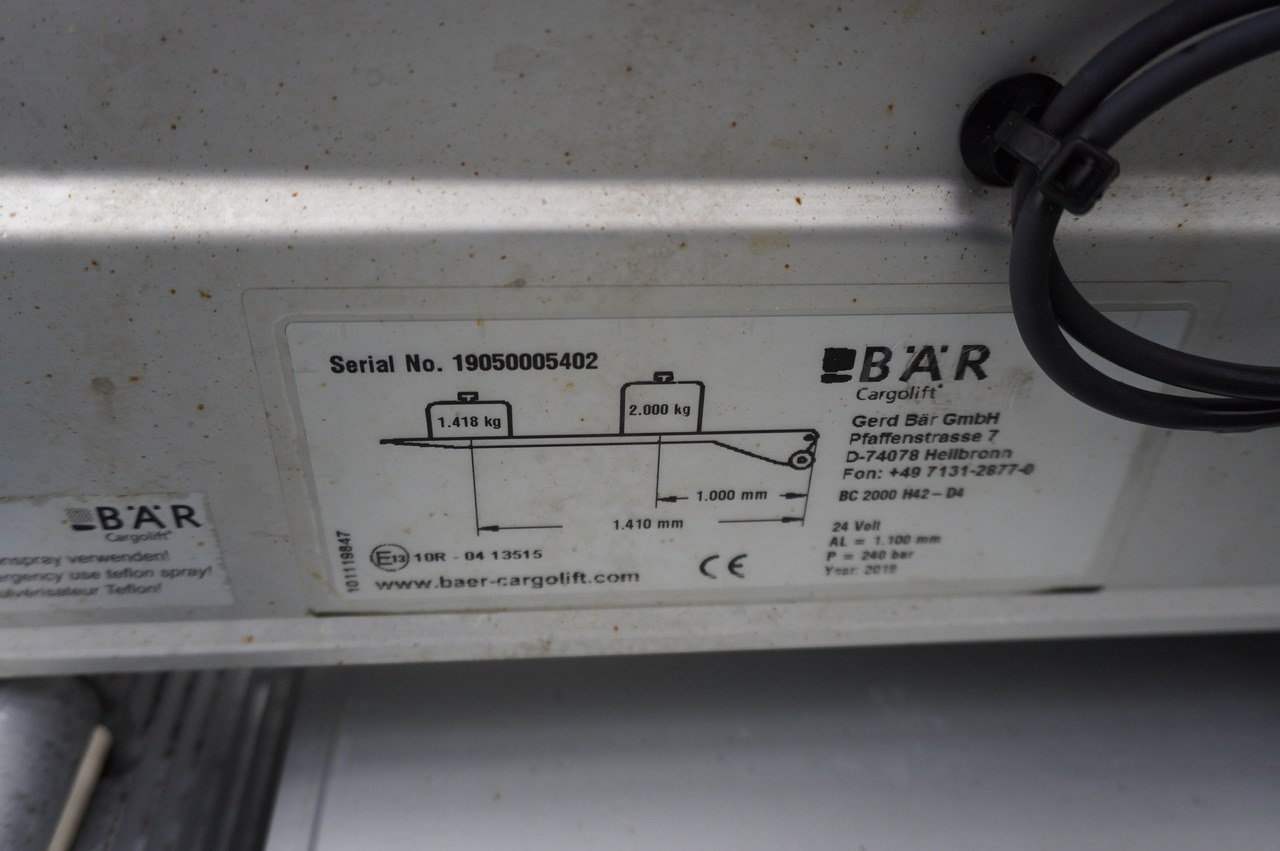 Serial No. 19050005402
1.418 kg
2.000 kg
1.000 mm
1.410 mm
101119847
E13 10R - 04 13515
www.baer-cargolift.com
CE
BÄR
Cargolift
Gerd Bär GmbH
Pfaffenstrasse 7
D-74078 Heilbronn
Fon: +49 7131-2877-0
BC 2000 H42 – D4
24 Volt
AL = 1.100 mm
P = 240 bar
Year: 2019
BÄR
Cargolift
nspray verwenden!
ergency use teflon spray!
ulvérisateur Teflon!